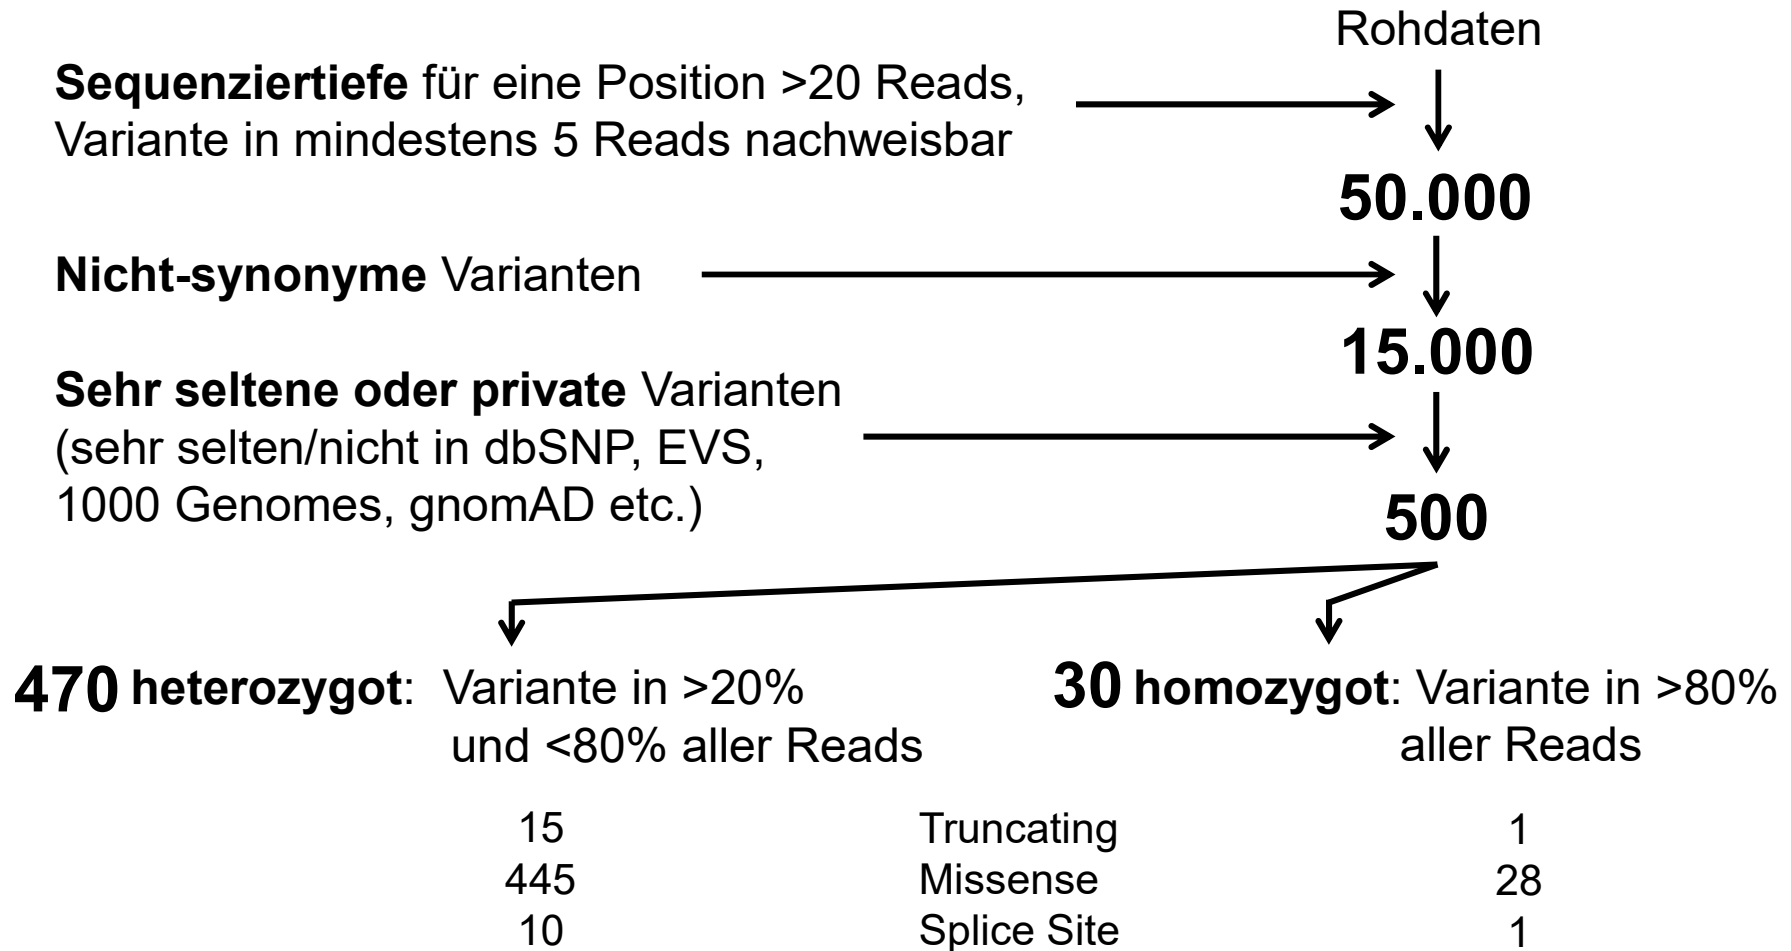 Rohdaten
Sequenziertiefe für eine Position >20 Reads,
Variante in mindestens 5 Reads nachweisbar
50.000
Nicht-synonyme Varianten
15.000
Sehr seltene oder private Varianten
(sehr selten/nicht in dbSNP, EVS,
1000 Genomes, gnomAD etc.)
500
470 heterozygot: Variante in >20%
und <80% aller Reads
30 homozygot: Variante in >80%
aller Reads
15 Truncating 1
445 Missense 28
10 Splice Site 1